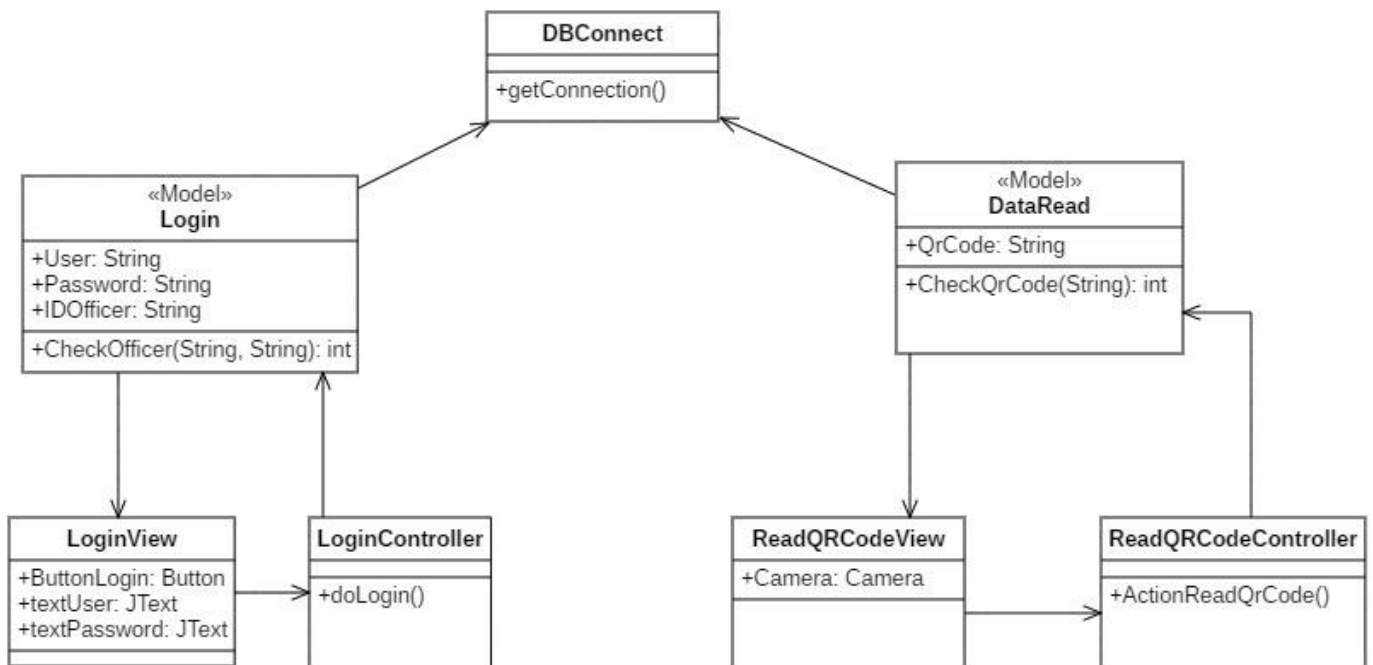 DBConnect
+getConnection()
«Model»
Login
+User: String
+Password: String
+IDOfficer: String
+CheckOfficer(String, String): int
«Model»
DataRead
+QrCode: String
+CheckQrCode(String): int
LoginView
+ButtonLogin: Button
+textUser: JText
+textPassword: JText
LoginController
+doLogin()
ReadQRCodeView
+Camera: Camera
ReadQRCodeController
+ActionReadQrCode()